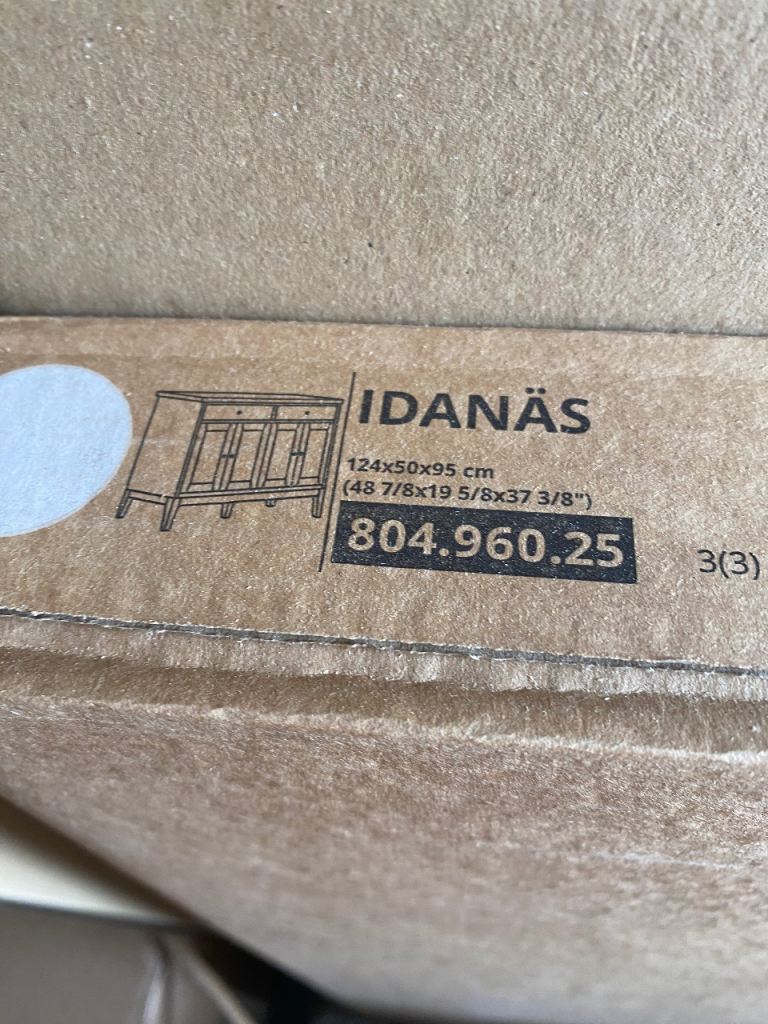 IDANÄS
124x50x95 cm
(48 7/8x19 5/8x37 3/8")
804.960.25
3(3)